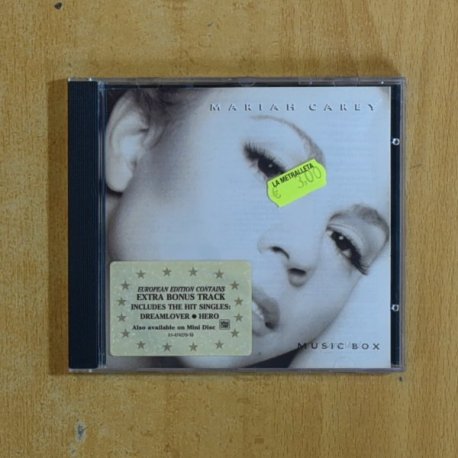 MARIAH CAREY
LA METRALLETA
€ 3.00
EUROPEAN EDITION CONTAINS
EXTRA BONUS TRACK
INCLUDES THE HIT SINGLES:
DREAMLOVER ● HERO
Also available on Mini Disc
MUSIC BOX